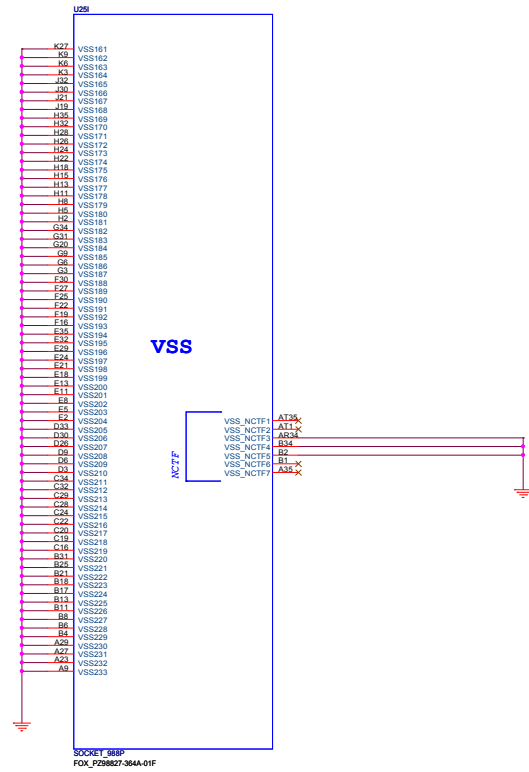 U25I
K27 VSS161
K9 VSS162
K6 VSS163
K3 VSS164
J32 VSS165
J30 VSS166
J21 VSS167
J19 VSS168
H35 VSS169
H32 VSS170
H28 VSS171
H26 VSS172
H24 VSS173
H22 VSS174
H18 VSS175
H15 VSS176
H13 VSS177
H11 VSS178
H8 VSS179
H5 VSS180
H2 VSS181
G34 VSS182
G31 VSS183
G20 VSS184
G9 VSS185
G6 VSS186
G3 VSS187
F30 VSS188
F27 VSS189
F25 VSS190
F22 VSS191
F19 VSS192
F16 VSS193
E35 VSS194
E32 VSS195
E29 VSS196
E24 VSS197
E21 VSS198
E18 VSS199
E13 VSS200
E11 VSS201
E8 VSS202
E5 VSS203
E2 VSS204
D33 VSS205
D30 VSS206
D26 VSS207
D9 VSS208
D6 VSS209
D3 VSS210
C34 VSS211
C32 VSS212
C29 VSS213
C28 VSS214
C24 VSS215
C22 VSS216
C20 VSS217
C19 VSS218
C16 VSS219
B31 VSS220
B25 VSS221
B21 VSS222
B18 VSS223
B17 VSS224
B13 VSS225
B11 VSS226
B8 VSS227
B6 VSS228
B4 VSS229
A29 VSS230
A27 VSS231
A23 VSS232
A9 VSS233
VSS
NCTF
VSS_NCTF1 AT35
VSS_NCTF2 AT1
VSS_NCTF3 AR34
VSS_NCTF4 B34
VSS_NCTF5 B2
VSS_NCTF6 B1
VSS_NCTF7 A35
SOCKET_988P
FOX_PZ98827-364A-01F